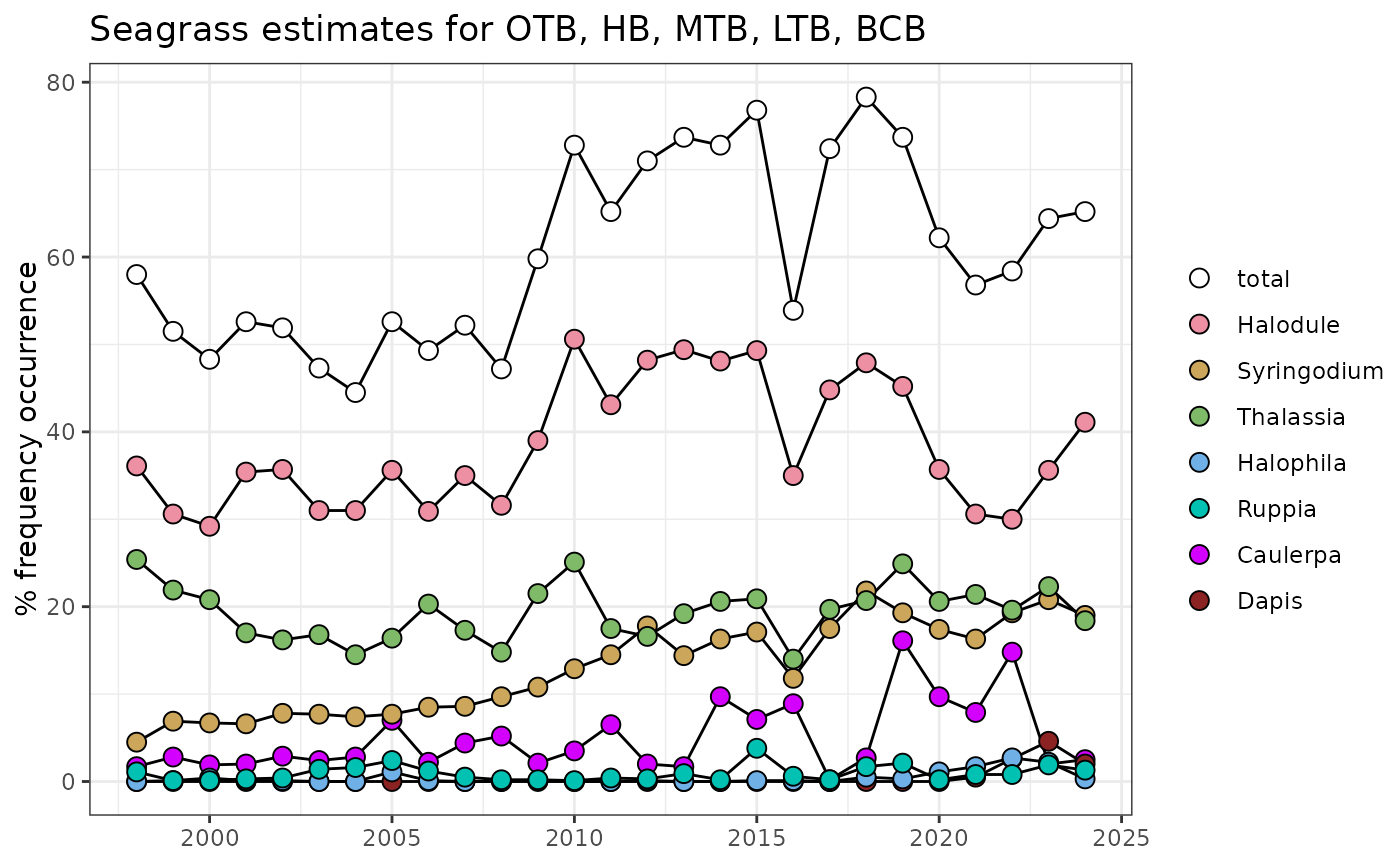 Seagrass estimates for OTB, HB, MTB, LTB, BCB
% frequency occurrence
80
60
40
20
0
2000
2005
2010
2015
2020
2025
total
Halodule
Syringodium
Thalassia
Halophila
Ruppia
Caulerpa
Dapis